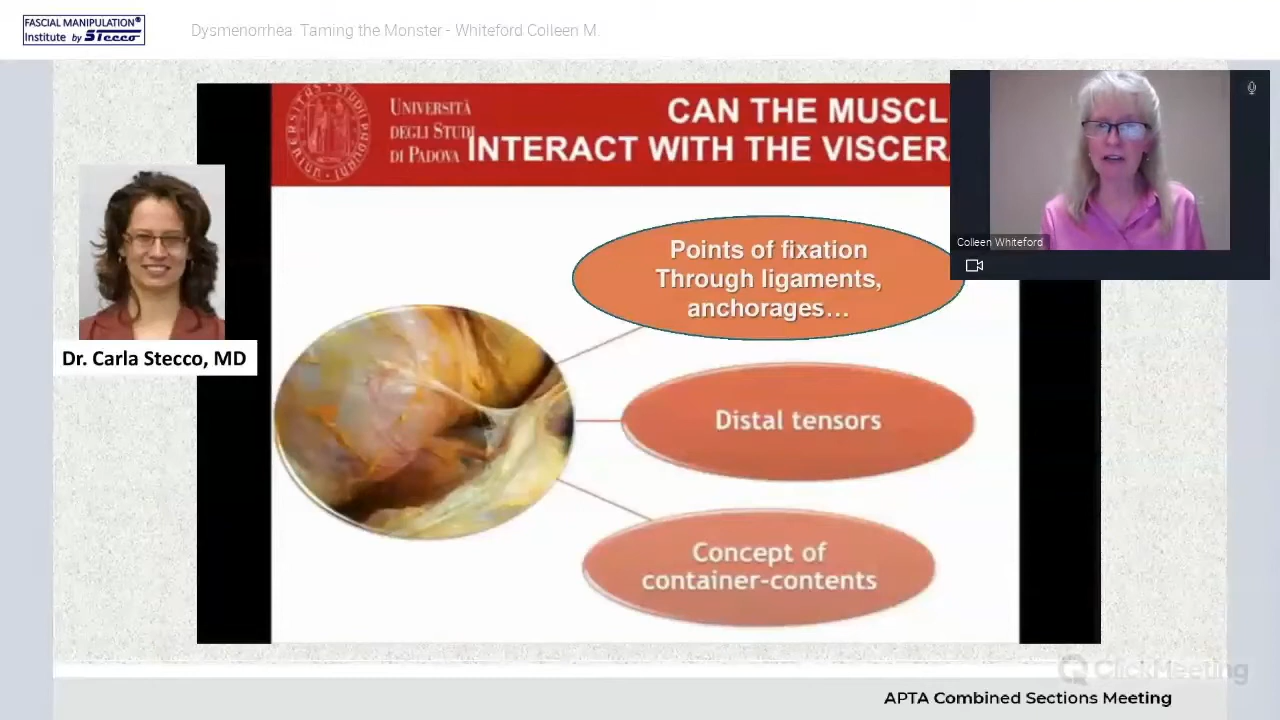 FASCIAL MANIPULATION®
Institute by Stecco
Dysmenorrhea Taming the Monster - Whiteford Colleen M.
UNIVERSITÀ
DEGLI STUDI
DI PADOVA
CAN THE MUSCL
INTERACT WITH THE VISCER
Colleen Whiteford
Points of fixation
Through ligaments,
anchorages...
Dr. Carla Stecco, MD
Distal tensors
Concept of
container-contents
ClickMeeting
APTA Combined Sections Meeting